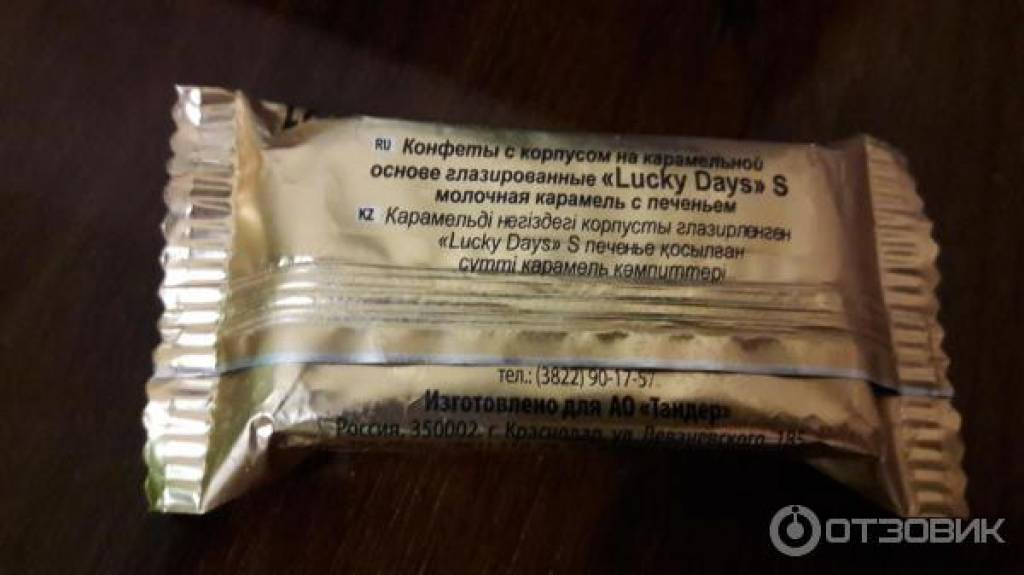 RU Конфеты с корпусом на карамельной
основе глазированные «Lucky Days» S
молочная карамель с печеньем
KZ Карамельді негіздегі корпусты глазирленген
«Lucky Days» S печенье қосылған
сүтті карамель кәмпиттері
тел.: (3822) 90-17-57
Изготовлено для АО «Тандер»
Россия, 350002, г. Краснодар, ул. Леваневского, 185
ОТЗОВИК